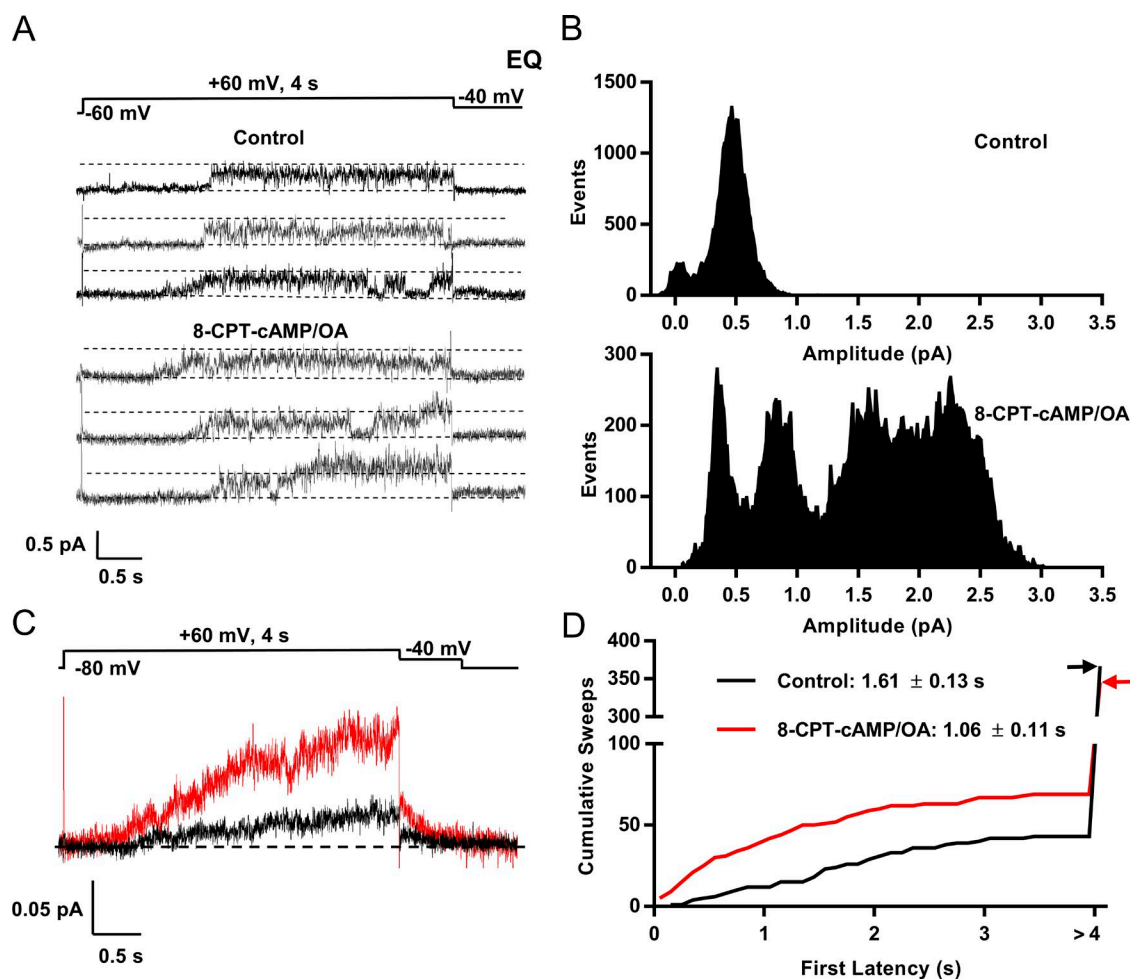 A
EQ
+60 mV, 4 s
-60 mV
-40 mV
Control
8-CPT-cAMP/OA
0.5 pA
0.5 s
B
1500
1000
500
0
Events
Control
0.0 0.5 1.0 1.5 2.0 2.5 3.0 3.5
Amplitude (pA)
300
200
100
0
Events
8-CPT-cAMP/OA
0.0 0.5 1.0 1.5 2.0 2.5 3.0 3.5
Amplitude (pA)
C
+60 mV, 4 s
-80 mV
-40 mV
0.05 pA
0.5 s
D
400
350
300
100
50
0
Cumulative Sweeps
Control: 1.61 ± 0.13 s
8-CPT-cAMP/OA: 1.06 ± 0.11 s
0 1 2 3 > 4
First Latency (s)